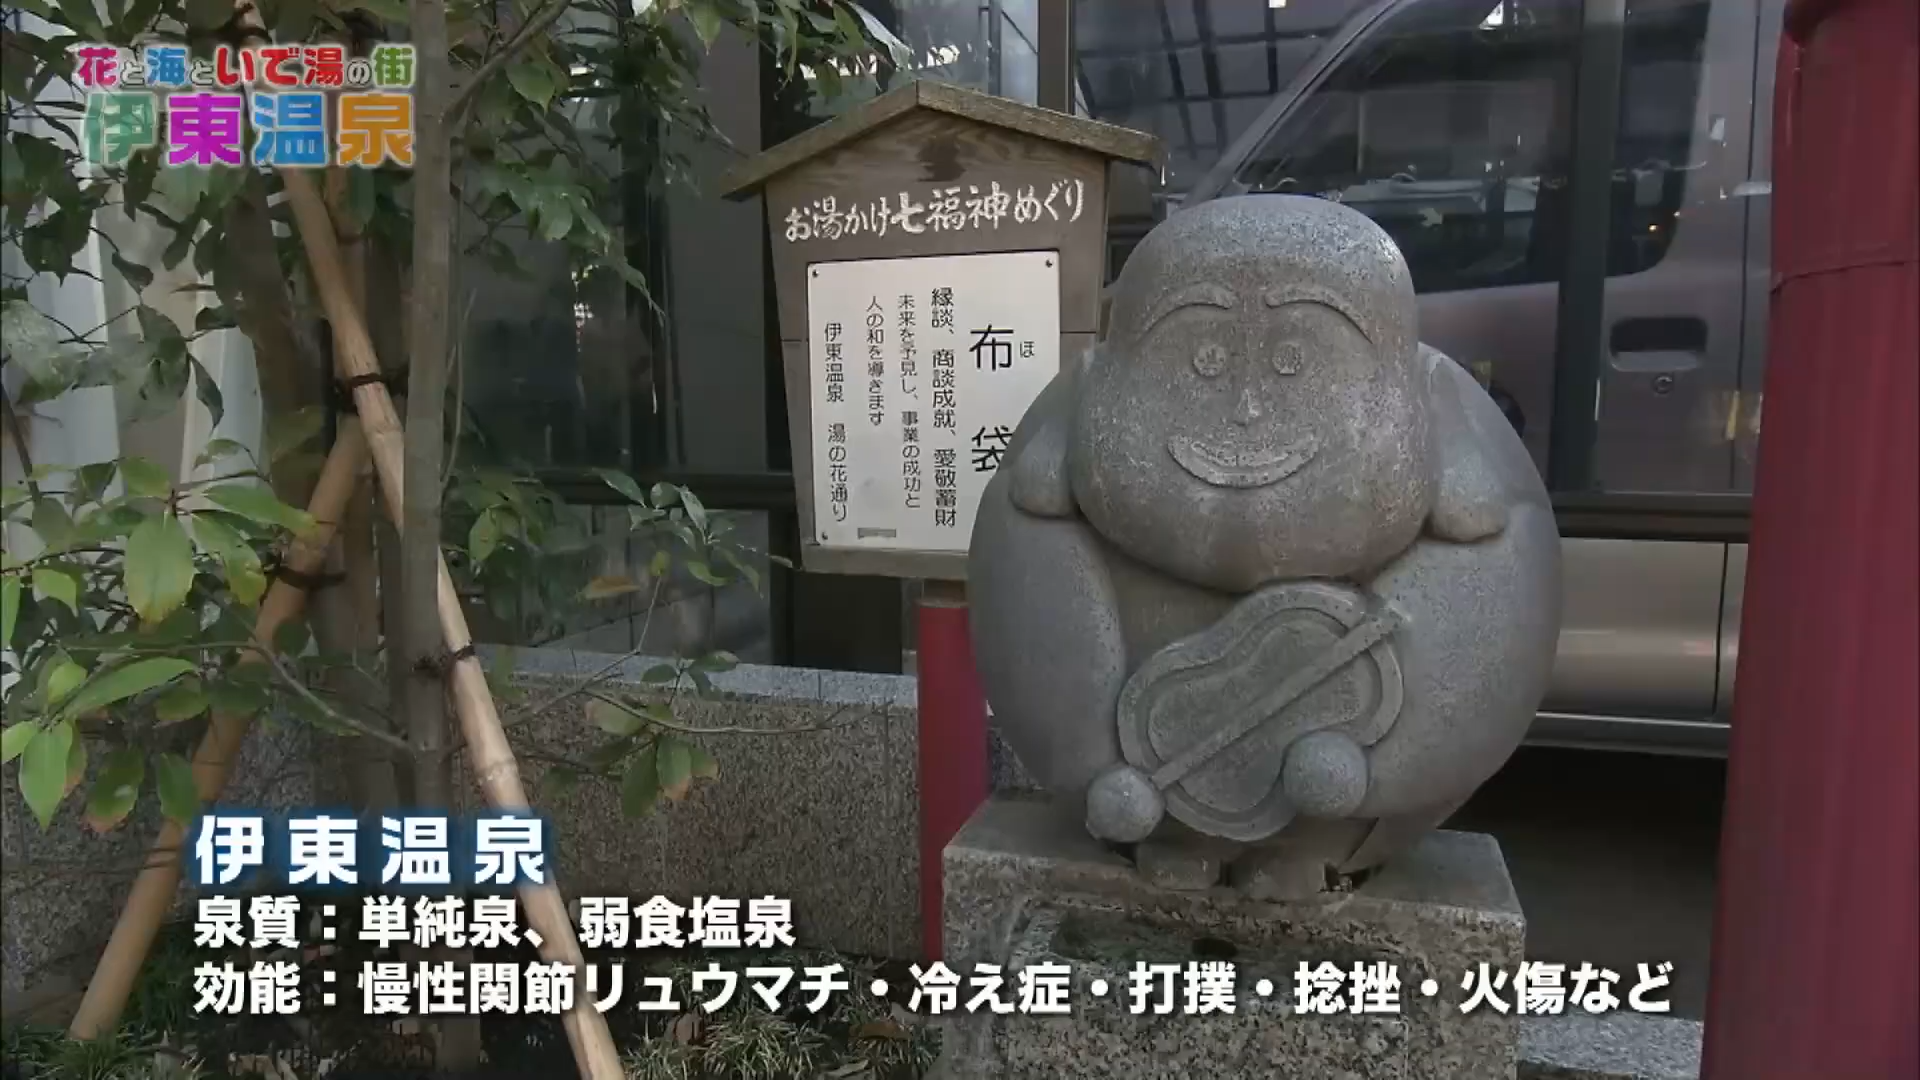 花と海といで湯の街
伊東温泉
お湯かけ七福神めぐり
布袋
ほ
縁談、商談成就、愛敬蓄財
未来を予見し、事業の成功と
人の和を導きます
伊東温泉 湯の花通り
伊東温泉
泉質：単純泉、弱食塩泉
効能：慢性関節リュウマチ・冷え症・打撲・捻挫・火傷など